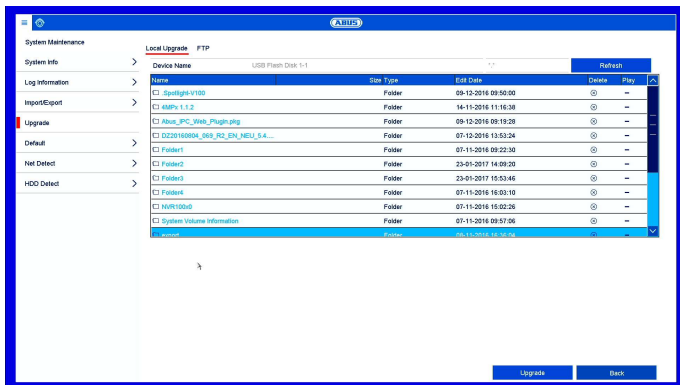 ABUS
System Maintenance
Local Upgrade FTP
System Info
Device Name USB Flash Disk 1-1 *.* Refresh
Log Information
Name Size Type Edit Date Delete Play
.Spotlight-V100 Folder 09-12-2016 09:50:00
Import/Export
4MPx 1.1.2 Folder 14-11-2016 11:16:38
Upgrade
Abus_IPC_Web_Plugin.pkg Folder 09-12-2016 09:19:28
DZ20160804_069_R2_EN_NEU_5.4.... Folder 07-12-2016 13:53:24
Default
Folder1 Folder 07-11-2016 09:22:30
Net Detect
Folder2 Folder 23-01-2017 14:09:20
HDD Detect
Folder3 Folder 23-01-2017 15:53:46
Folder4 Folder 07-11-2016 16:03:10
NVR100x0 Folder 07-11-2016 15:02:26
System Volume Information Folder 07-11-2016 09:57:06
export Folder
Upgrade Back